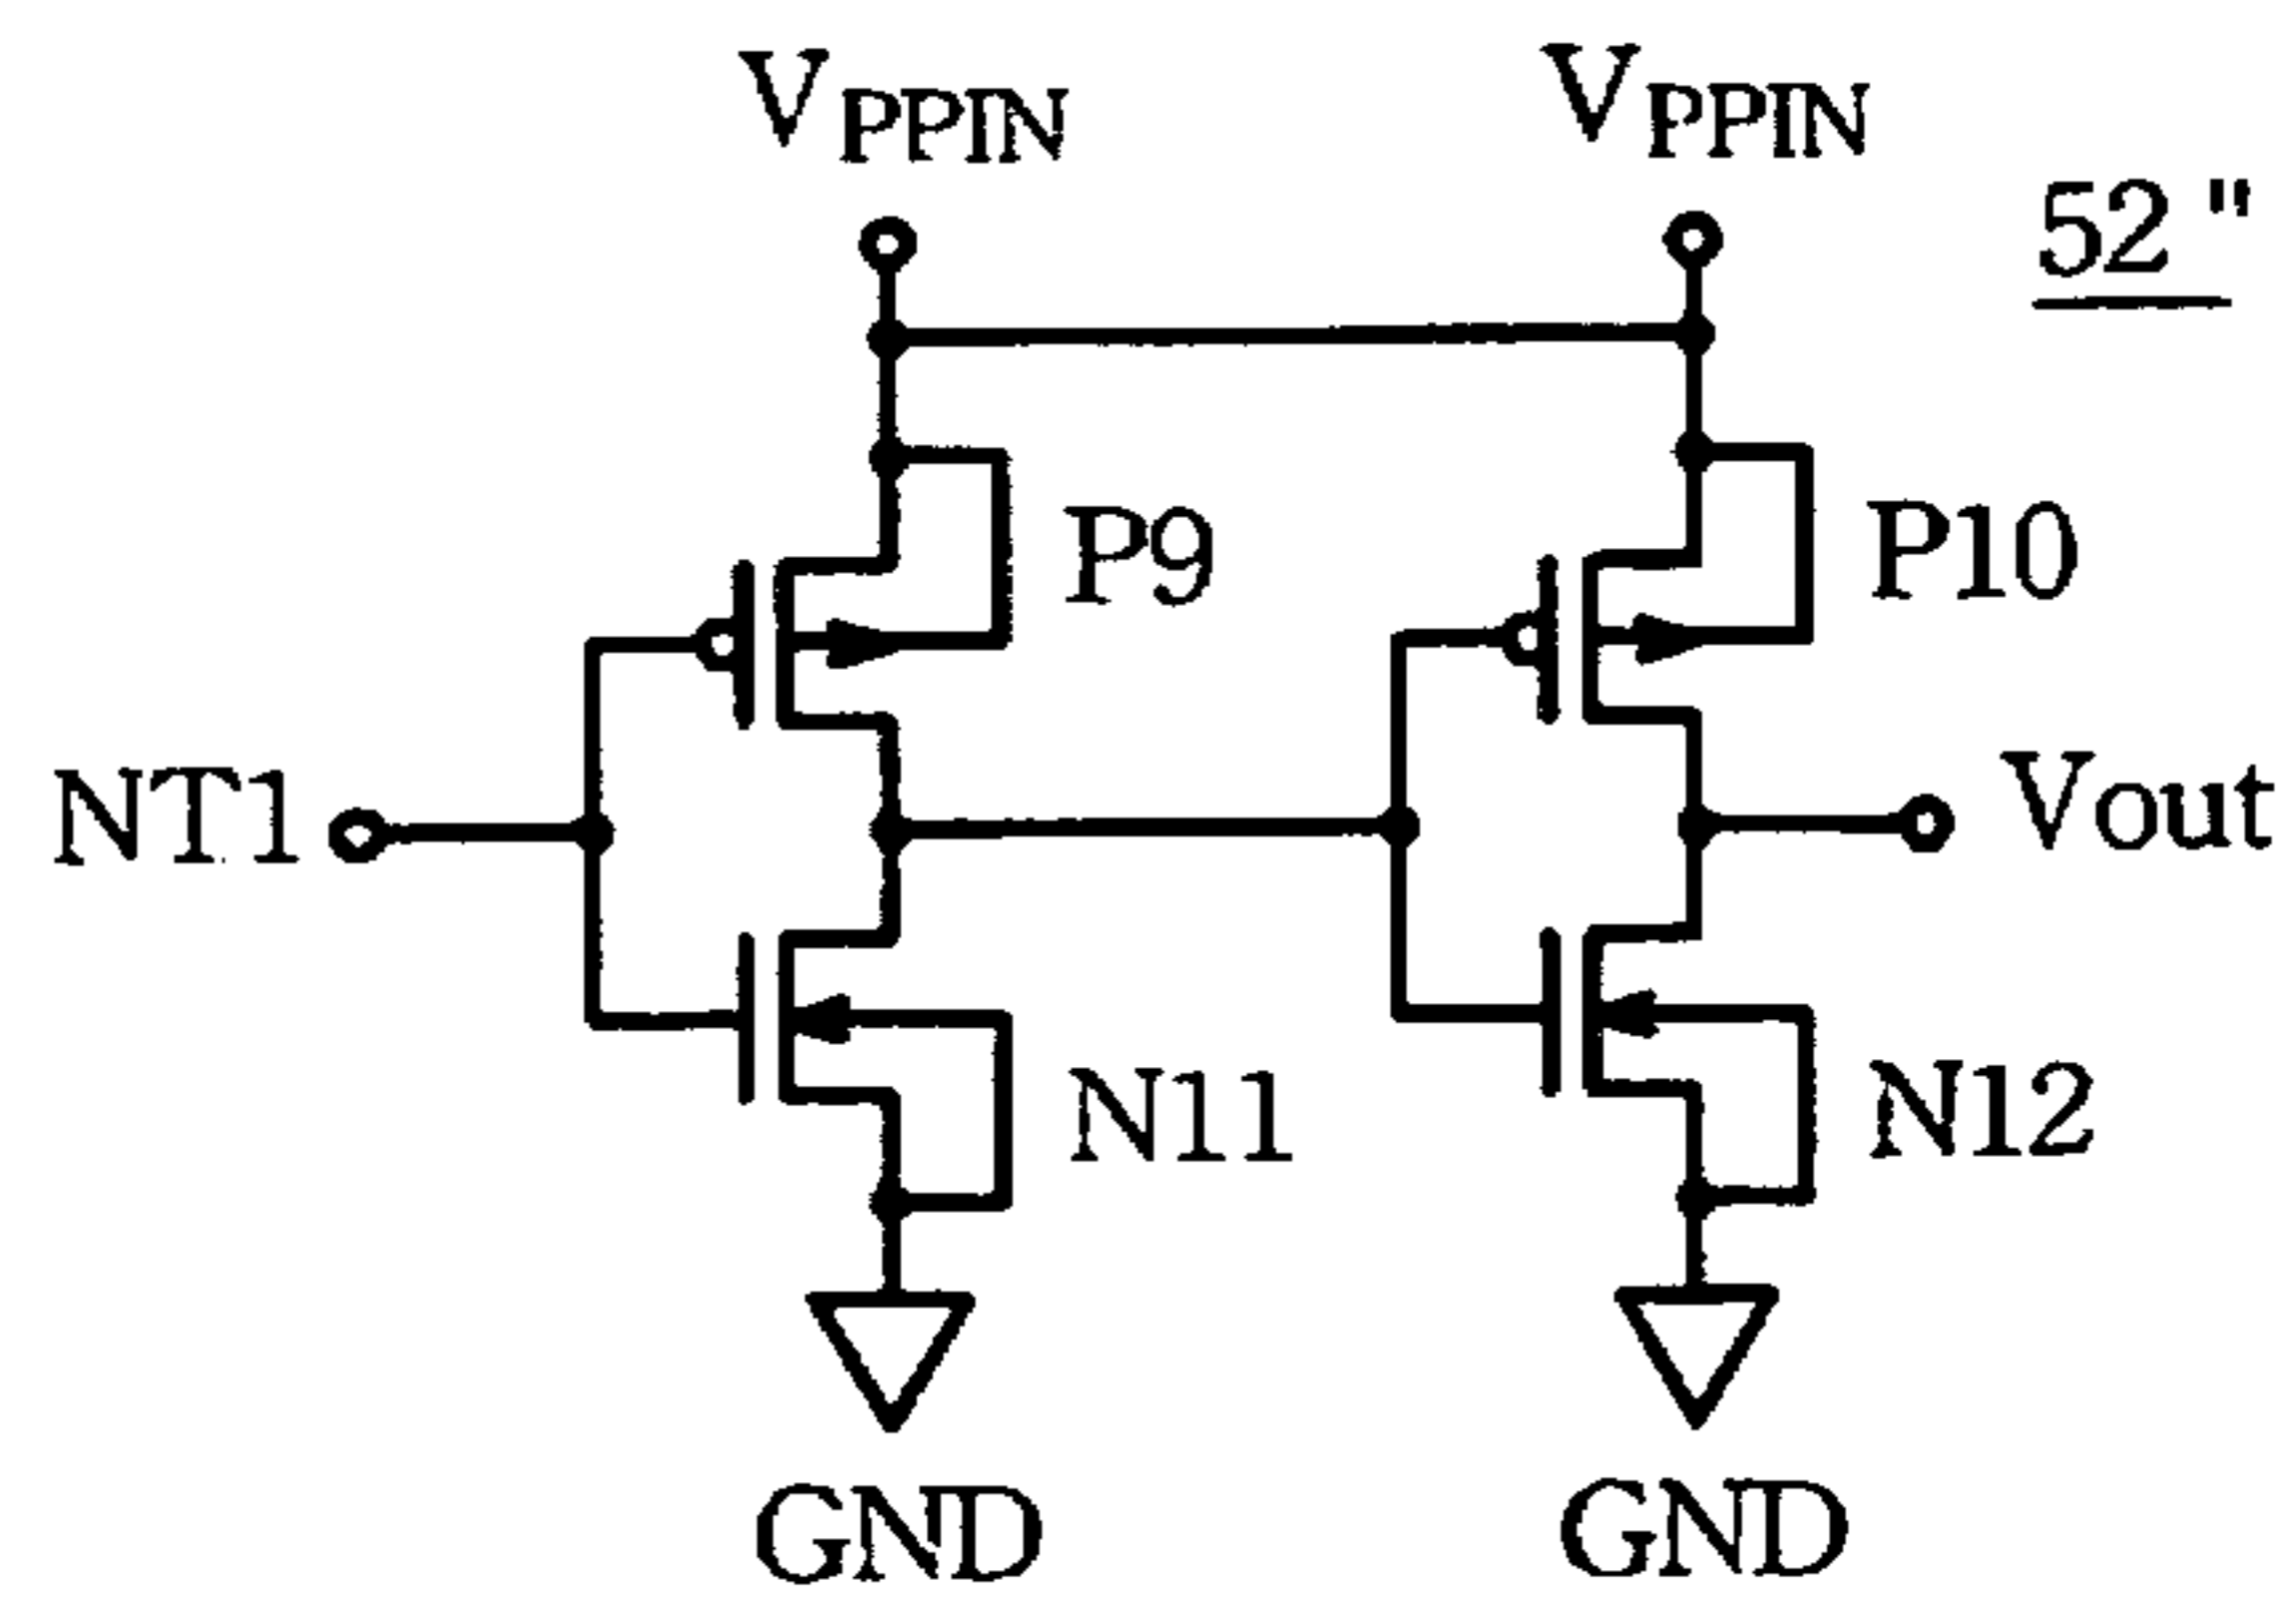 VPPIN VPPIN
52"
P9 P10
NT1 Vout
N11 N12
GND GND